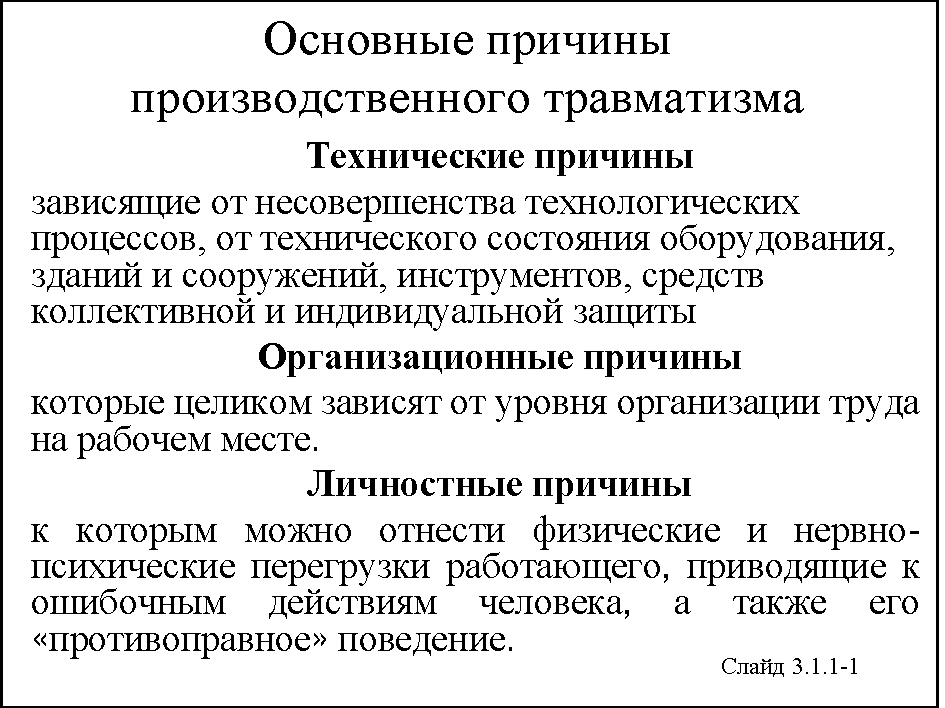 Основные причины
производственного травматизма
Технические причины
зависящие от несовершенства технологических
процессов, от технического состояния оборудования,
зданий и сооружений, инструментов, средств
коллективной и индивидуальной защиты
Организационные причины
которые целиком зависят от уровня организации труда
на рабочем месте.
Личностные причины
к которым можно отнести физические и нервно-
психические перегрузки работающего, приводящие к
ошибочным действиям человека, а также его
«противоправное» поведение.
Слайд 3.1.1-1